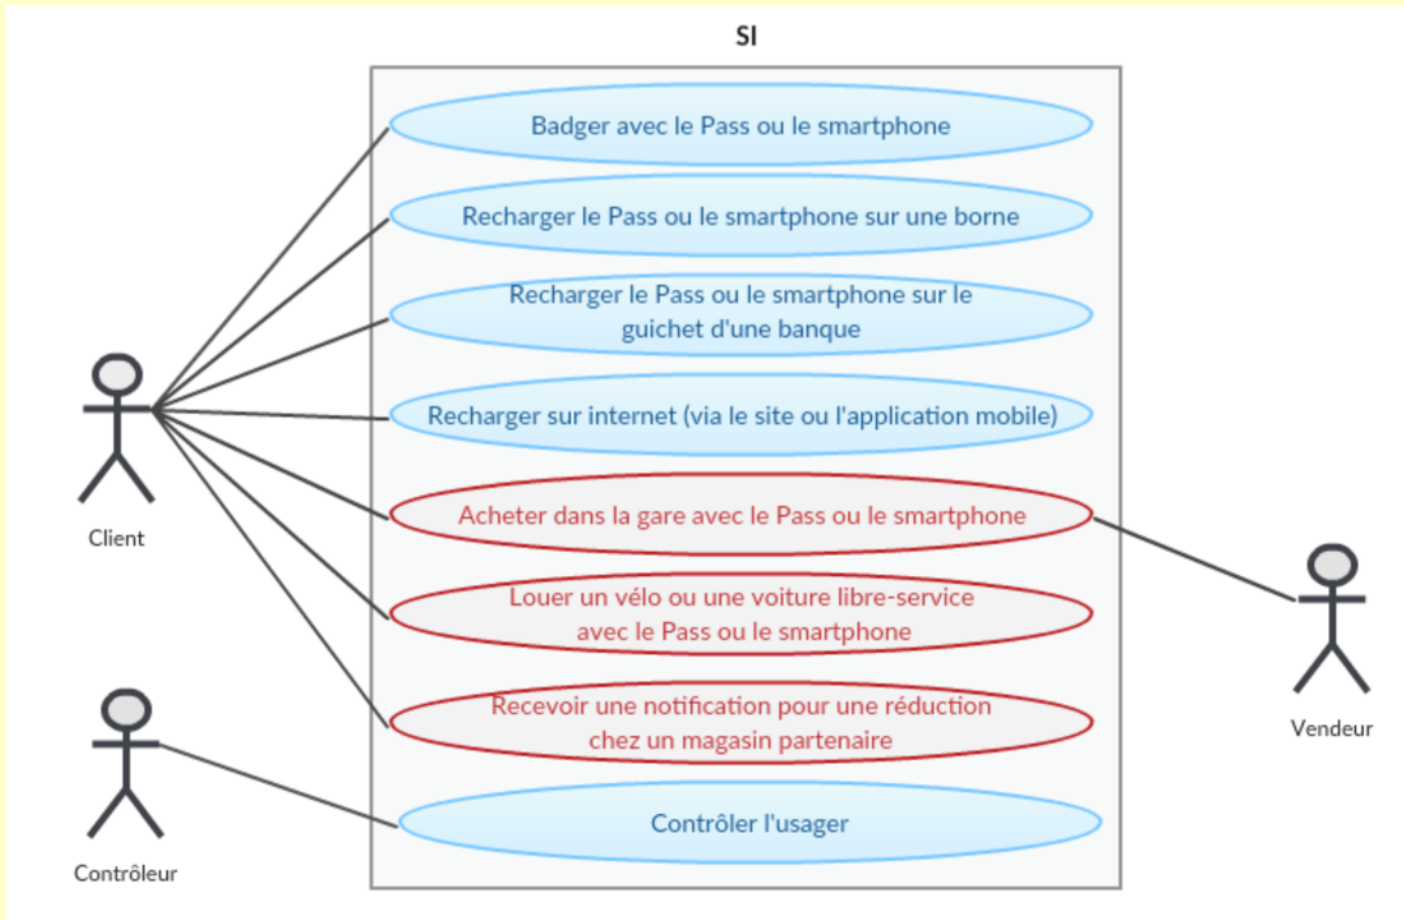 SI
Badger avec le Pass ou le smartphone
Recharger le Pass ou le smartphone sur une borne
Recharger le Pass ou le smartphone sur le
guichet d'une banque
Recharger sur internet (via le site ou l'application mobile)
Acheter dans la gare avec le Pass ou le smartphone
Client
Louer un vélo ou une voiture libre-service
avec le Pass ou le smartphone
Recevoir une notification pour une réduction
chez un magasin partenaire
Vendeur
Contrôler l'usager
Contrôleur